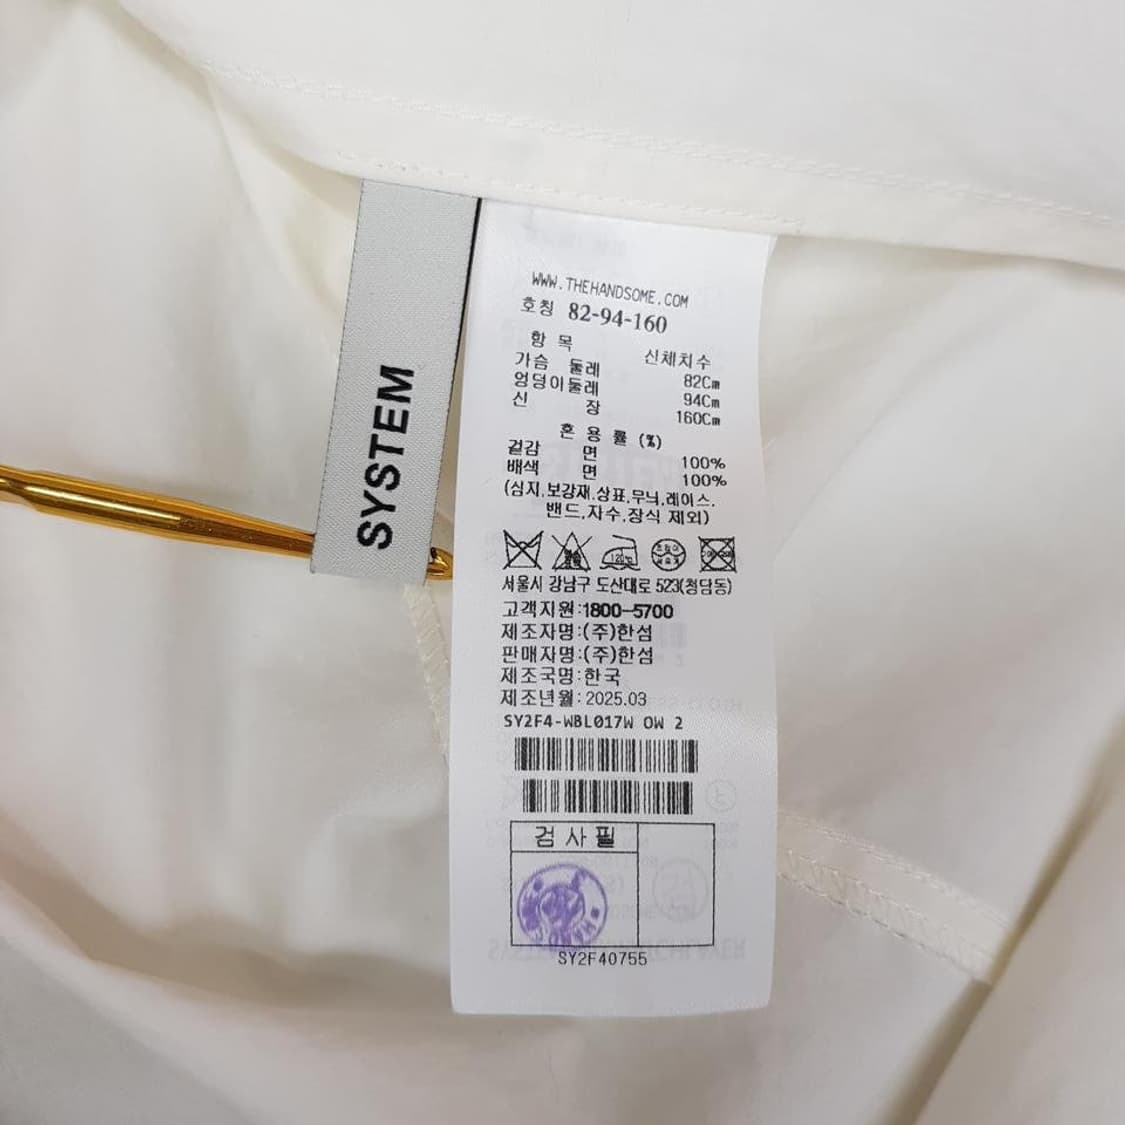 SYSTEM
WWW.THEHANDSOME.COM
호칭 82-94-160
항 목 신체치수
가슴 둘레 82Cm
엉덩이둘레 94Cm
신 장 160Cm
혼 용 률 (%)
겉감 면 100%
배색 면 100%
(심지,보강재,상표,무늬,레이스,
밴드,자수,장식 제외)
120℃
서울시 강남구 도산대로 523(청담동)
고객지원:1800-5700
제조자명:(주)한섬
판매자명:(주)한섬
제조국명:한국
제조년월:2025.03
SY2F4-WBL017W OW 2
검 사 필
SY2F40755